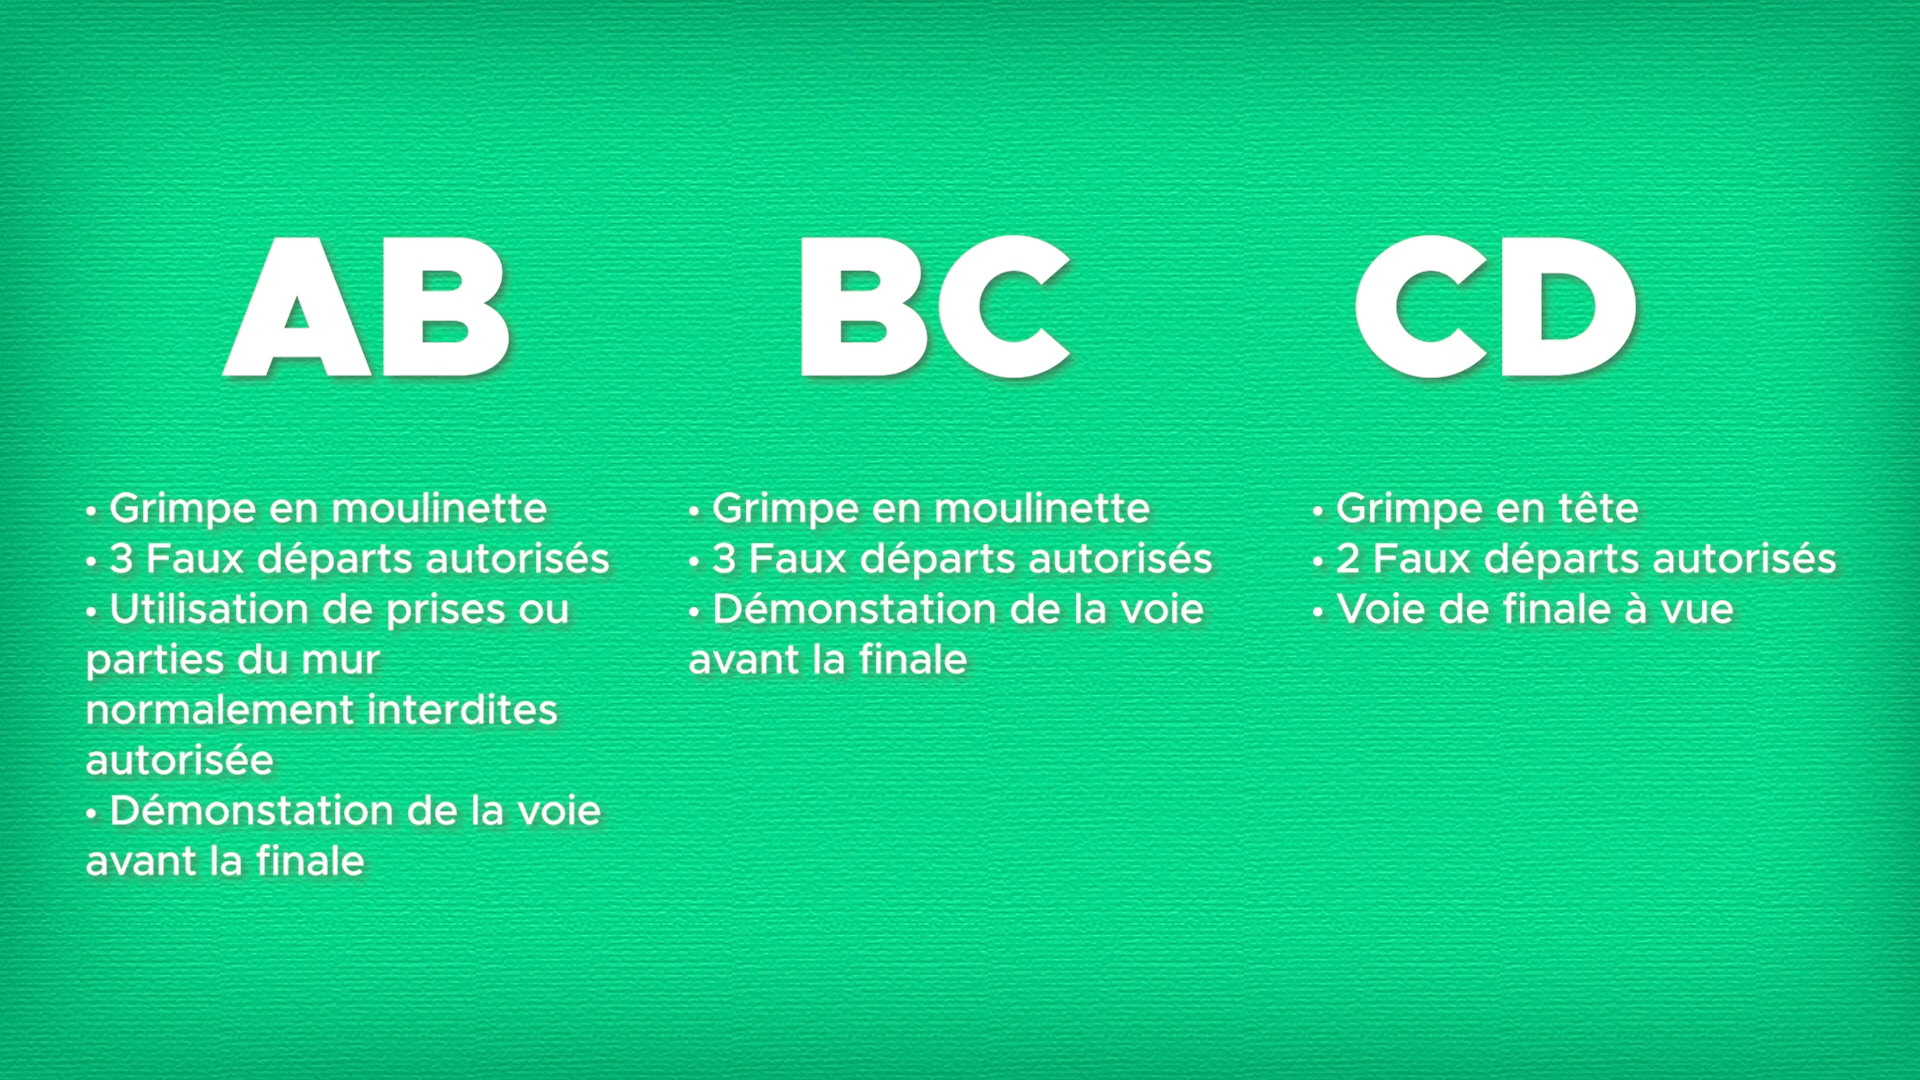 AB
• Grimpe en moulinette
• 3 Faux départs autorisés
• Utilisation de prises ou
parties du mur
normalement interdites
autorisée
• Démonstation de la voie
avant la finale
BC
• Grimpe en moulinette
• 3 Faux départs autorisés
• Démonstation de la voie
avant la finale
CD
• Grimpe en tête
• 2 Faux départs autorisés
• Voie de finale à vue